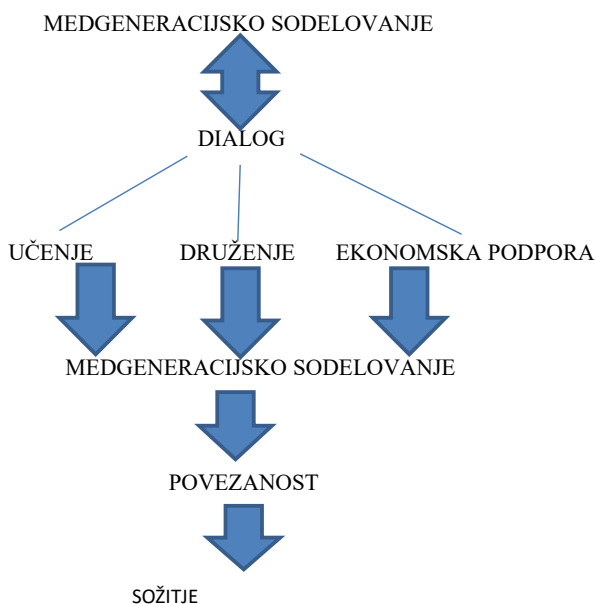 MEDGENERACIJSKO SODELOVANJE
DIALOG
UČENJE DRUŽENJE EKONOMSKA PODPORA
MEDGENERACIJSKO SODELOVANJE
POVEZANOST
SOŽITJE